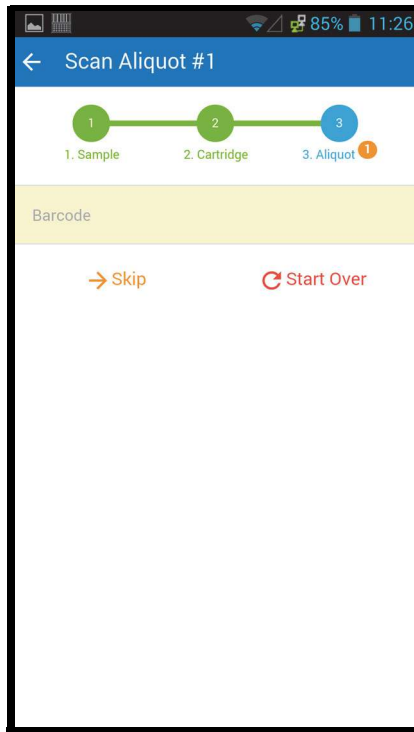 85% 11:26
Scan Aliquot #1
1 2 3
1. Sample 2. Cartridge 3. Aliquot 1
Barcode
Skip Start Over